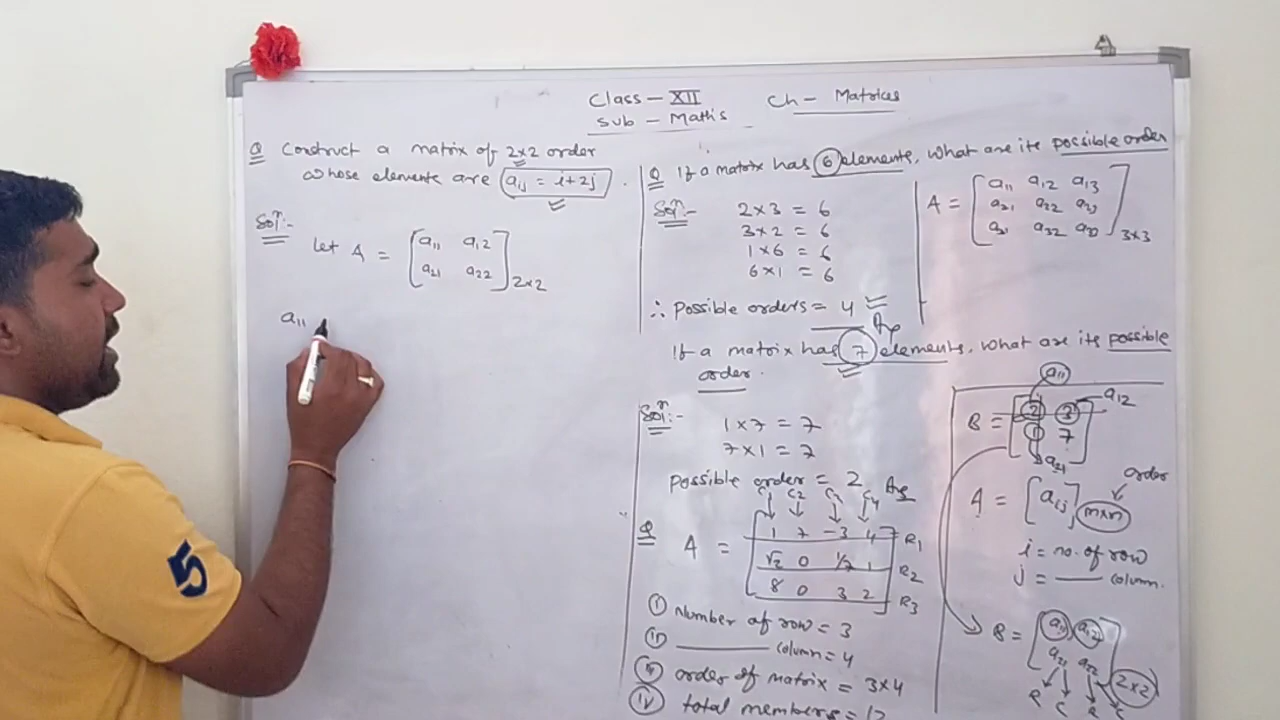 Class – XII
Ch – Matrices
Sub – Maths
Q Construct a matrix of 2×2 order
whose elements are aij = i+2j
Solⁿ:-
Let A = [a11 a12
a21 a22]2×2
a11
Q If a matrix has 6 elements, What are its possible order
Solⁿ:-
2×3 = 6
3×2 = 6
1×6 = 6
6×1 = 6
∴ Possible orders = 4
Ans
A = [a11 a12 a13
a21 a22 a23
a32 ]3×3
If a matrix has 7 elements, What are its possible
order.
Solⁿ:-
1×7 = 7
7×1 = 7
Possible order = 2 Ans
C1 C2 C3 C4
Q A = [1 7 -3 4 R1
√2 0 1/7 1 R2
8 0 3 2] R3
(i) Number of row = 3
(ii) ——— column = 4
(iii) order of matrix = 3×4
(iv) total members = 12
a11
B = [2 3 a12
1 7]
a21
order
A = [aij]m×n
i = no. of row
j = —— column.
B = [a11 a12
a21 a22]2×2
R C R C
5